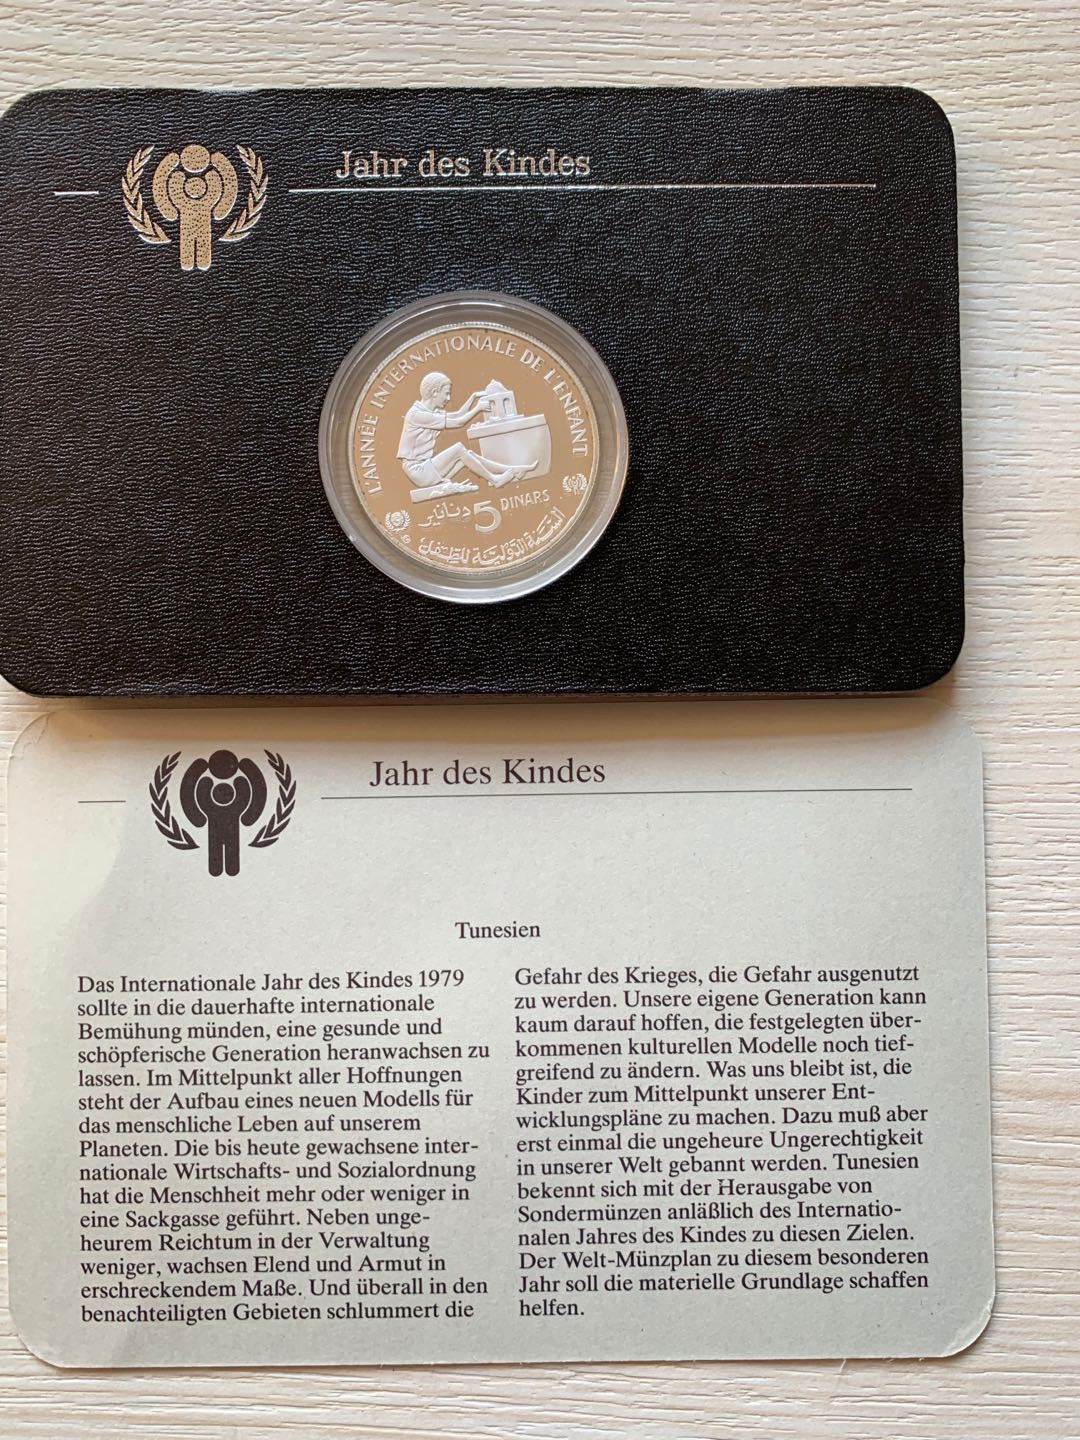 Jahr des Kindes
L'ANNÉE INTERNATIONALE DE L'ENFANT
دنانير 5 DINARS
السنة الدولية للطفل
Jahr des Kindes
Tunesien
Das Internationale Jahr des Kindes 1979
sollte in die dauerhafte internationale
Bemühung münden, eine gesunde und
schöpferische Generation heranwachsen zu
lassen. Im Mittelpunkt aller Hoffnungen
steht der Aufbau eines neuen Modells für
das menschliche Leben auf unserem
Planeten. Die bis heute gewachsene inter-
nationale Wirtschafts- und Sozialordnung
hat die Menschheit mehr oder weniger in
eine Sackgasse geführt. Neben unge-
heurem Reichtum in der Verwaltung
weniger, wachsen Elend und Armut in
erschreckendem Maße. Und überall in den
benachteiligten Gebieten schlummert die
Gefahr des Krieges, die Gefahr ausgenutzt
zu werden. Unsere eigene Generation kann
kaum darauf hoffen, die festgelegten über-
kommenen kulturellen Modelle noch tief-
greifend zu ändern. Was uns bleibt ist, die
Kinder zum Mittelpunkt unserer Ent-
wicklungspläne zu machen. Dazu muß aber
erst einmal die ungeheure Ungerechtigkeit
in unserer Welt gebannt werden. Tunesien
bekennt sich mit der Herausgabe von
Sondermünzen anläßlich des Internatio-
nalen Jahres des Kindes zu diesen Zielen.
Der Welt-Münzplan zu diesem besonderen
Jahr soll die materielle Grundlage schaffen
helfen.